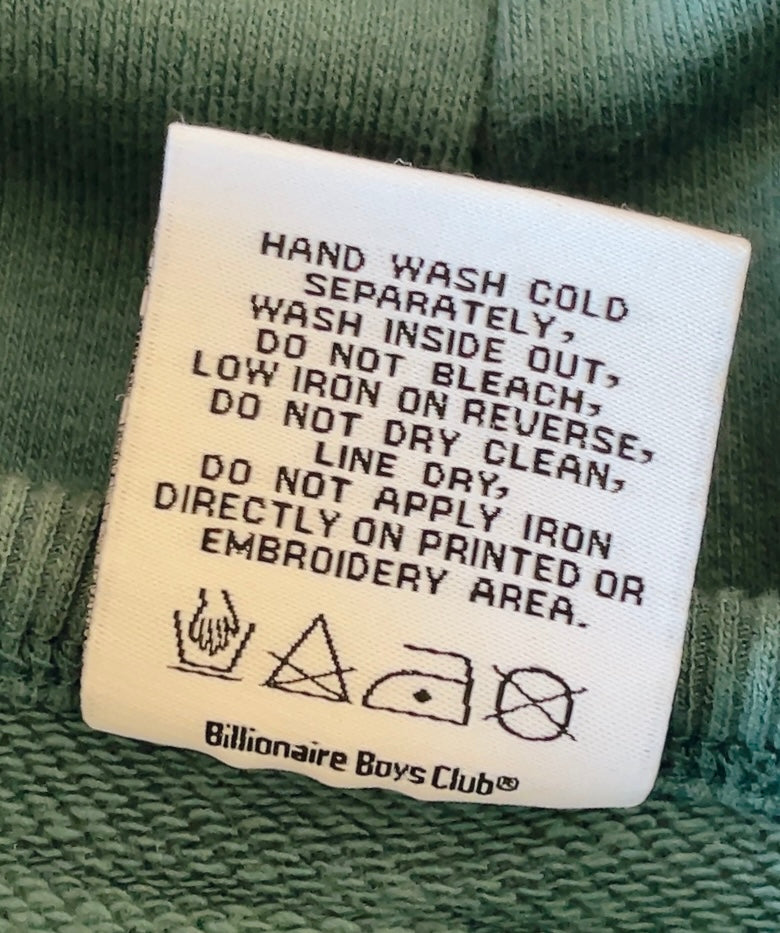 HAND WASH COLD
SEPARATELY,
WASH INSIDE OUT,
DO NOT BLEACH,
LOW IRON ON REVERSE,
DO NOT DRY CLEAN,
LINE DRY,
DO NOT APPLY IRON
DIRECTLY ON PRINTED OR
EMBROIDERY AREA.
Billionaire Boys Club®